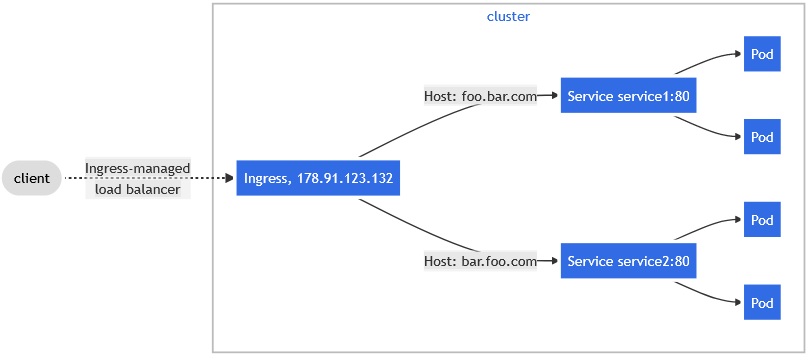 cluster
client
Ingress-managed
load balancer
Ingress, 178.91.123.132
Host: foo.bar.com
Service service1:80
Pod
Pod
Host: bar.foo.com
Service service2:80
Pod
Pod